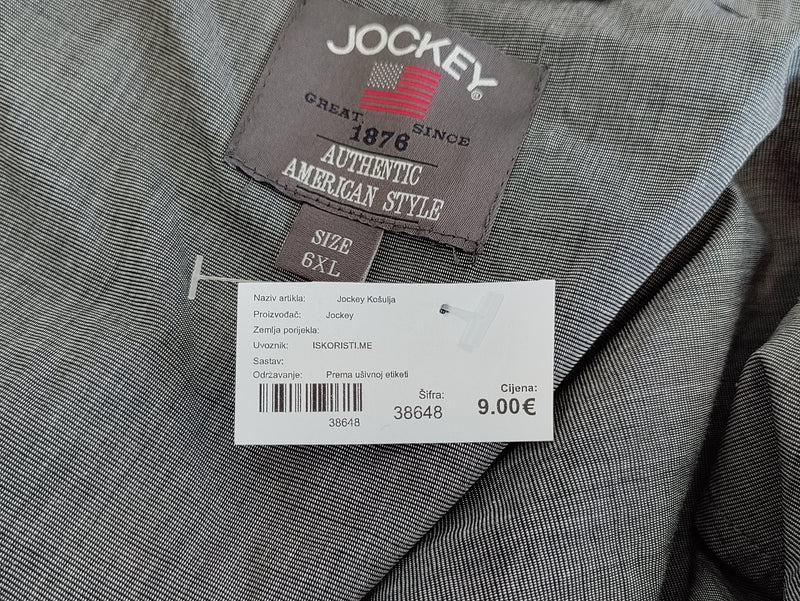 JOCKEY®
GREAT SINCE
1876
AUTHENTIC
AMERICAN STYLE
SIZE
6XL
Naziv artikla: Jockey Košulja
Proizvođač: Jockey
Zemlja porijekla:
Uvoznik: ISKORISTI.ME
Sastav:
Održavanje: Prema ušivnoj etiketi
38648
Šifra:
38648
Cijena:
9.00€